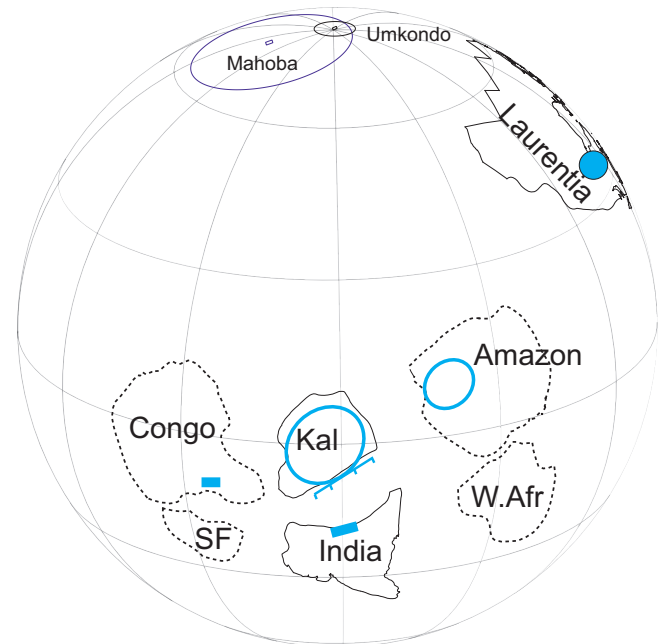 Umkondo
Mahoba
Laurentia
Amazon
Congo
Kal
W.Afr
SF
India